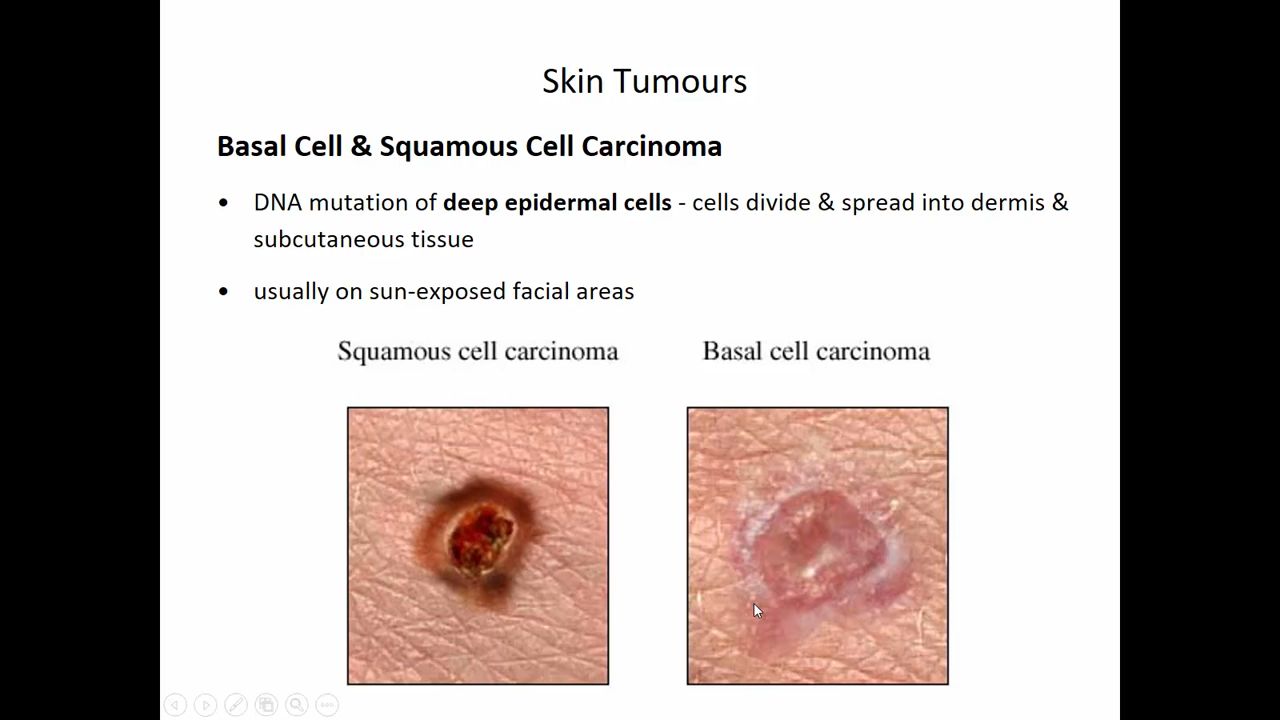 Skin Tumours
Basal Cell & Squamous Cell Carcinoma
• DNA mutation of deep epidermal cells - cells divide & spread into dermis &
subcutaneous tissue
• usually on sun-exposed facial areas
Squamous cell carcinoma
Basal cell carcinoma